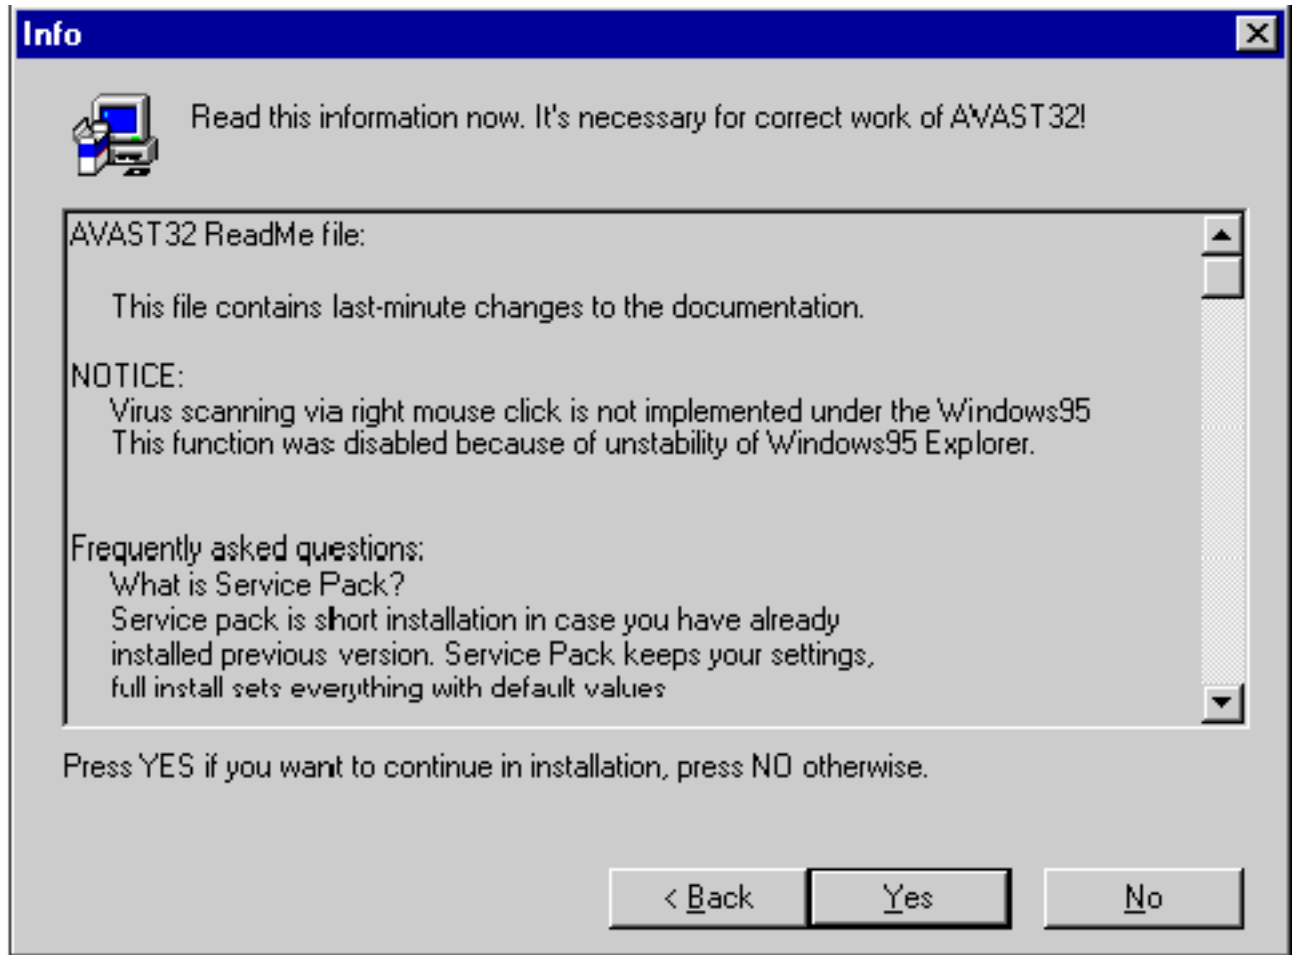 Info
Read this information now. It's necessary for correct work of AVAST32!
AVAST32 ReadMe file:
This file contains last-minute changes to the documentation.
NOTICE:
Virus scanning via right mouse click is not implemented under the Windows95
This function was disabled because of unstability of Windows95 Explorer.
Frequently asked questions:
What is Service Pack?
Service pack is short installation in case you have already
installed previous version. Service Pack keeps your settings,
full install sets everything with default values
Press YES if you want to continue in installation, press NO otherwise.
< Back
Yes
No